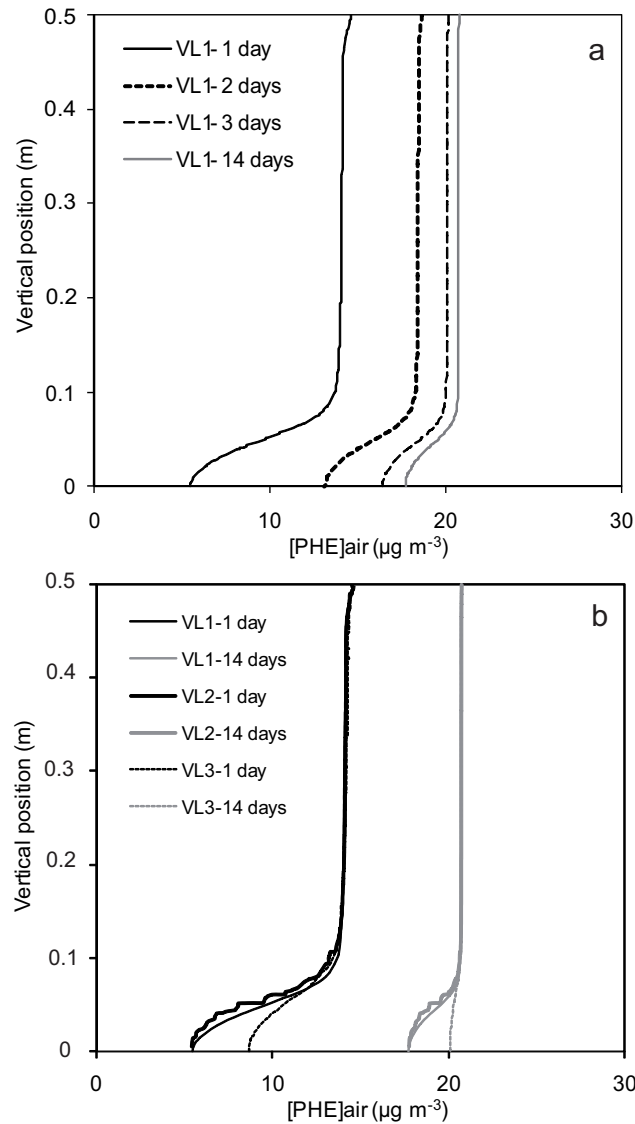 a
VL1- 1 day
VL1- 2 days
VL1- 3 days
VL1- 14 days
0.5
0.4
0.3
0.2
0.1
0
Vertical position (m)
0 10 20 30
[PHE]air (µg m-3)
b
VL1-1 day
VL1-14 days
VL2-1 day
VL2-14 days
VL3-1 day
VL3-14 days
0.5
0.4
0.3
0.2
0.1
0
Vertical position (m)
0 10 20 30
[PHE]air (µg m-3)